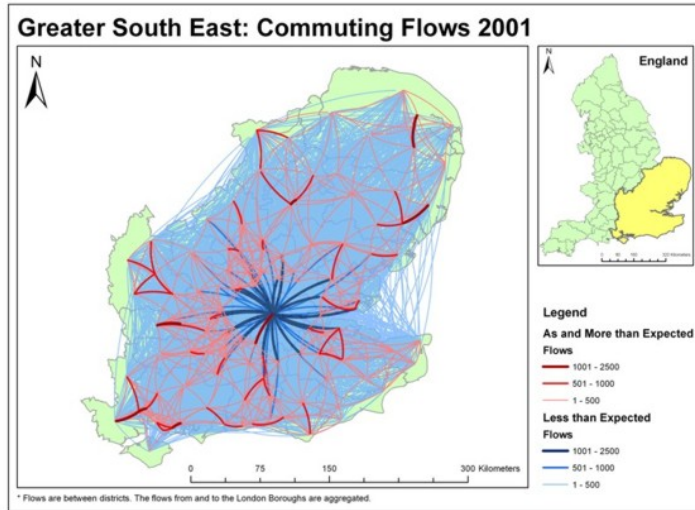 Greater South East: Commuting Flows 2001
N
England
N
Legend
As and More than Expected
Flows
1001 - 2500
501 - 1000
1 - 500
Less than Expected
Flows
1001 - 2500
501 - 1000
1 - 500
0 75 150 300 Kilometers
* Flows are between districts. The flows from and to the London Boroughs are aggregated.